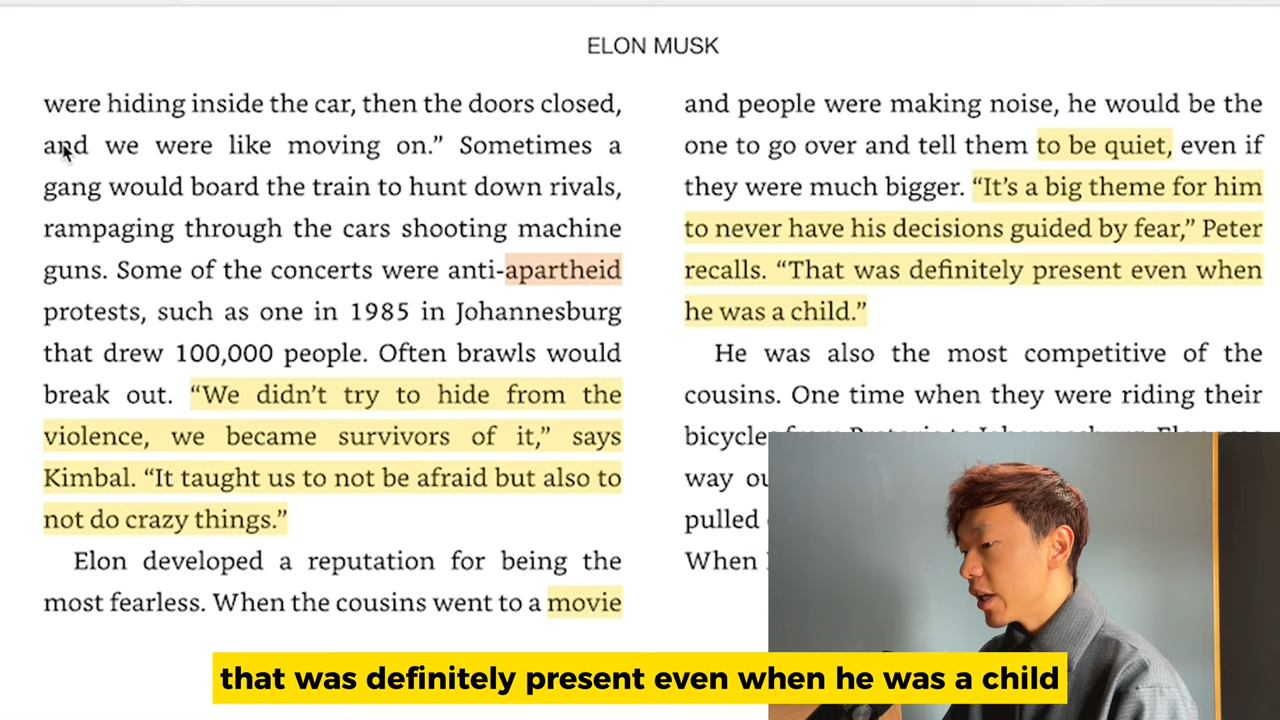 ELON MUSK
were hiding inside the car, then the doors closed,
and we were like moving on.” Sometimes a
gang would board the train to hunt down rivals,
rampaging through the cars shooting machine
guns. Some of the concerts were anti-apartheid
protests, such as one in 1985 in Johannesburg
that drew 100,000 people. Often brawls would
break out. “We didn’t try to hide from the
violence, we became survivors of it,” says
Kimbal. “It taught us to not be afraid but also to
not do crazy things.”
Elon developed a reputation for being the
most fearless. When the cousins went to a movie
and people were making noise, he would be the
one to go over and tell them to be quiet, even if
they were much bigger. “It’s a big theme for him
to never have his decisions guided by fear,” Peter
recalls. “That was definitely present even when
he was a child.”
He was also the most competitive of the
cousins. One time when they were riding their
way
pulled
When
that was definitely present even when he was a child